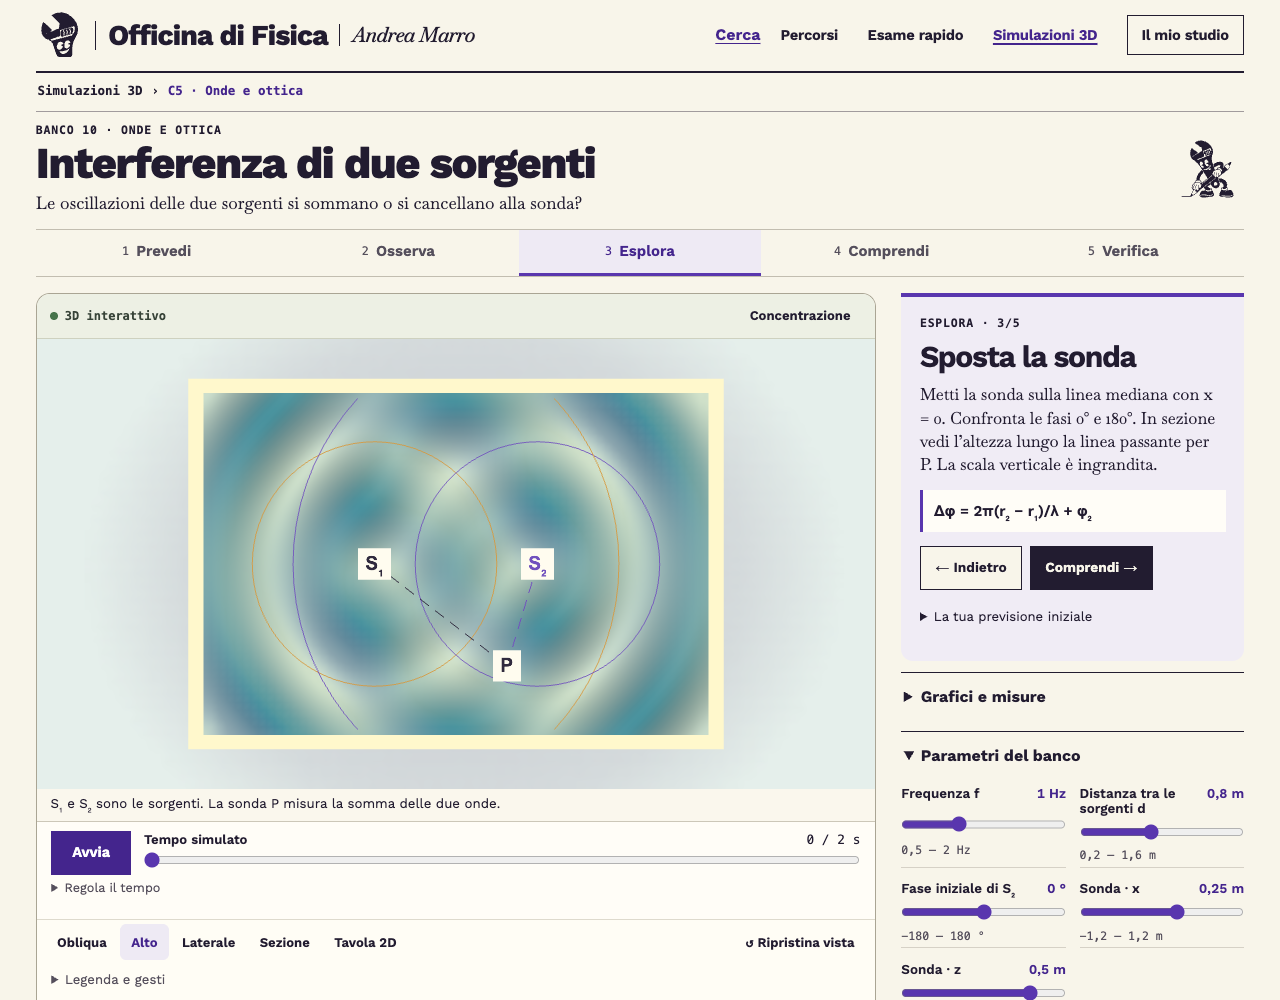 Officina di Fisica
Andrea Marro
Cerca
Percorsi
Esame rapido
Simulazioni 3D
Il mio studio
Simulazioni 3D › C5 · Onde e ottica
BANCO 10 · ONDE E OTTICA
Interferenza di due sorgenti
Le oscillazioni delle due sorgenti si sommano o si cancellano alla sonda?
1 Prevedi
2 Osserva
3 Esplora
4 Comprendi
5 Verifica
3D interattivo
Concentrazione
S₁
S₂
P
S₁ e S₂ sono le sorgenti. La sonda P misura la somma delle due onde.
Avvia
Tempo simulato
0 / 2 s
▶ Regola il tempo
Obliqua
Alto
Laterale
Sezione
Tavola 2D
↺ Ripristina vista
▶ Legenda e gesti
ESPLORA · 3/5
Sposta la sonda
Metti la sonda sulla linea mediana con x
= 0. Confronta le fasi 0° e 180°. In sezione
vedi l’altezza lungo la linea passante per
P. La scala verticale è ingrandita.
Δφ = 2π(r₂ − r₁)/λ + φ₂
← Indietro
Comprendi →
▶ La tua previsione iniziale
▶ Grafici e misure
▼ Parametri del banco
Frequenza f
1 Hz
0,5 — 2 Hz
Distanza tra le
sorgenti d
0,8 m
0,2 — 1,6 m
Fase iniziale di S₂
0 °
−180 — 180 °
Sonda · x
0,25 m
−1,2 — 1,2 m
Sonda · z
0,5 m